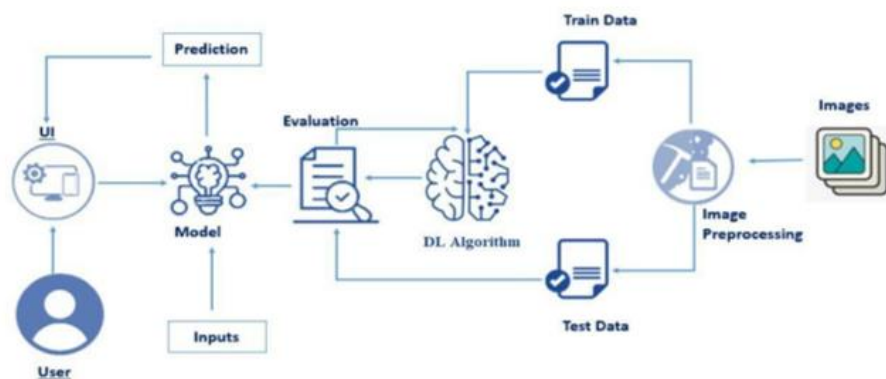 Train Data
Prediction
Images
UI
Evaluation
Model
DL Algorithm
Image
Preprocessing
Inputs
Test Data
User